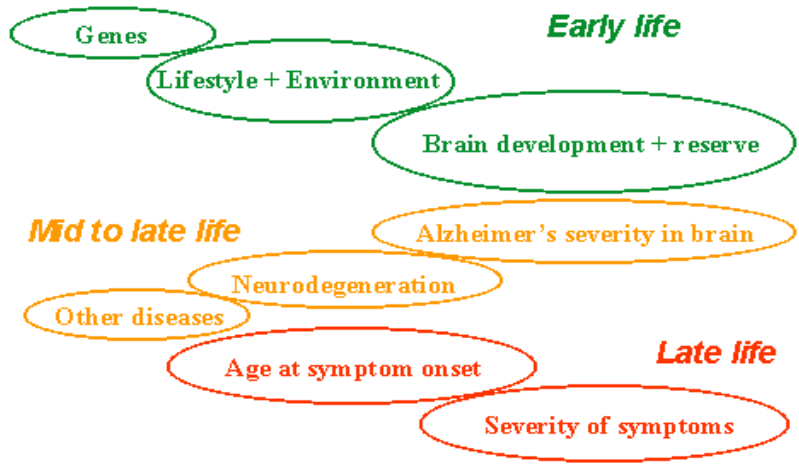 Genes
Early life
Lifestyle + Environment
Brain development + reserve
Mid to late life
Alzheimer's severity in brain
Neurodegeneration
Other diseases
Age at symptom onset
Late life
Severity of symptoms